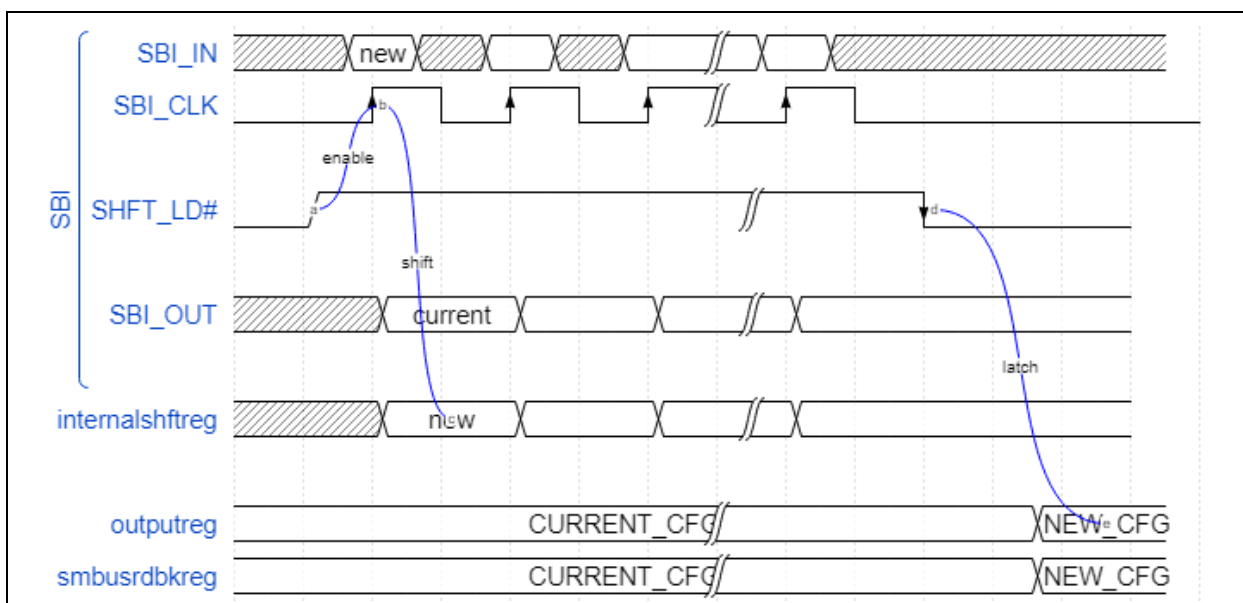 SBI
SBI_IN
new
SBI_CLK
b
enable
SHFT_LD#
a
d
shift
SBI_OUT
current
latch
internalshftreg
new
c
outputreg
CURRENT_CFG
NEW_CFG
e
smbusrdbkreg
CURRENT_CFG
NEW_CFG